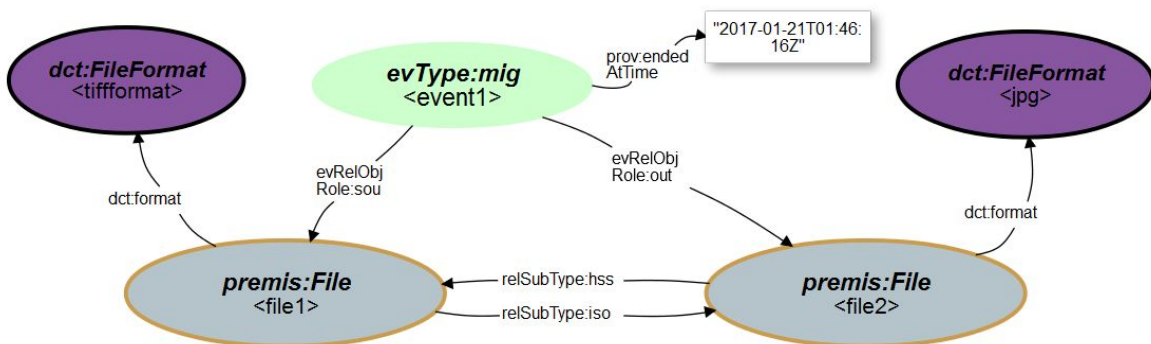 dct:FileFormat
<tiffformat>
evType:mig
<event1>
prov:ended
AtTime
"2017-01-21T01:46:
16Z"
dct:FileFormat
<jpg>
evRelObj
Role:sou
evRelObj
Role:out
dct:format
dct:format
premis:File
<file1>
relSubType:hss
relSubType:iso
premis:File
<file2>